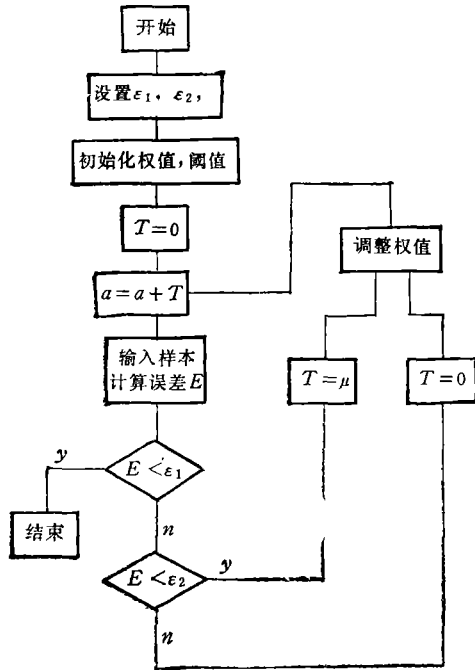 开始
设置ε₁, ε₂,
初始化权值,阈值
T=0
a=a+T
调整权值
输入样本
计算误差E
T=μ
T=0
y
E<ε₁
结束
n
E<ε₂
y
n